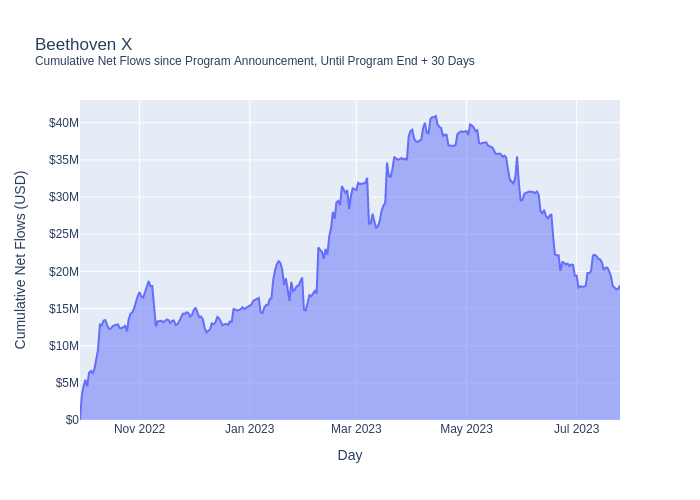 Beethoven X
Cumulative Net Flows since Program Announcement, Until Program End + 30 Days
$40M
$35M
$30M
$25M
$20M
$15M
$10M
$5M
$0
Cumulative Net Flows (USD)
Nov 2022 Jan 2023 Mar 2023 May 2023 Jul 2023
Day